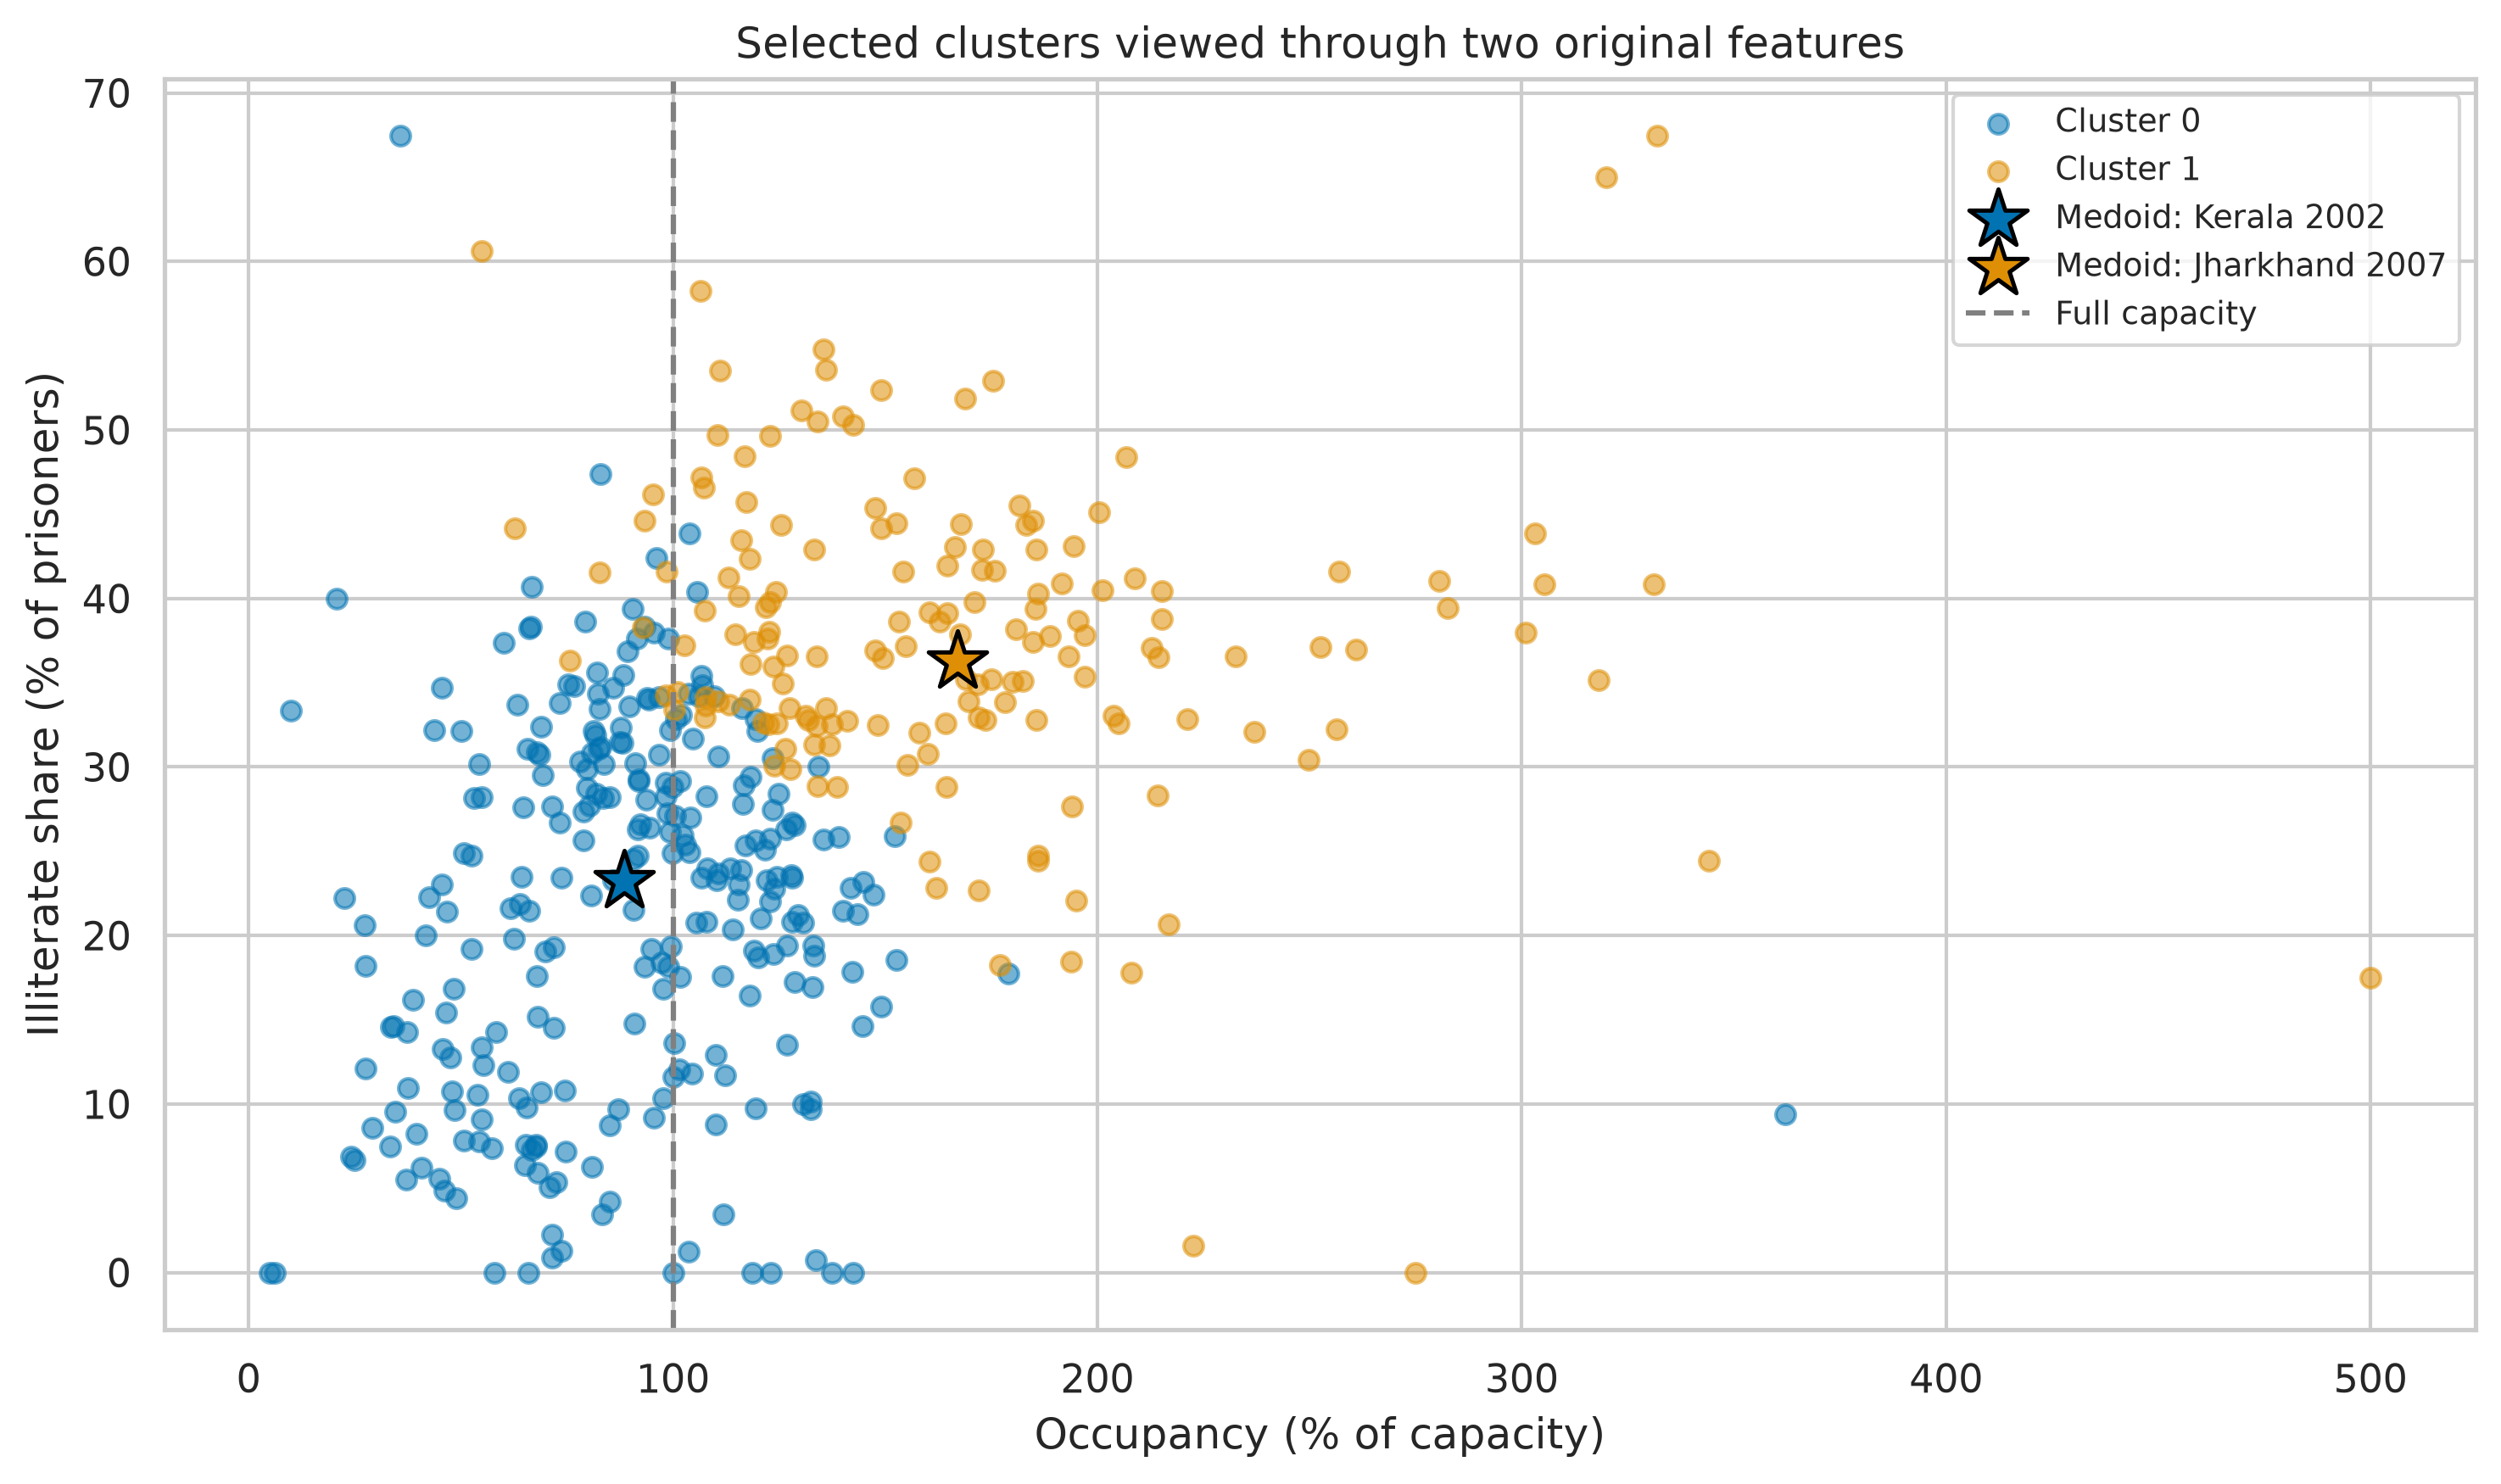 Selected clusters viewed through two original features
70
60
50
40
30
20
10
0
Illiterate share (% of prisoners)
Cluster 0
Cluster 1
Medoid: Kerala 2002
Medoid: Jharkhand 2007
Full capacity
0 100 200 300 400 500
Occupancy (% of capacity)